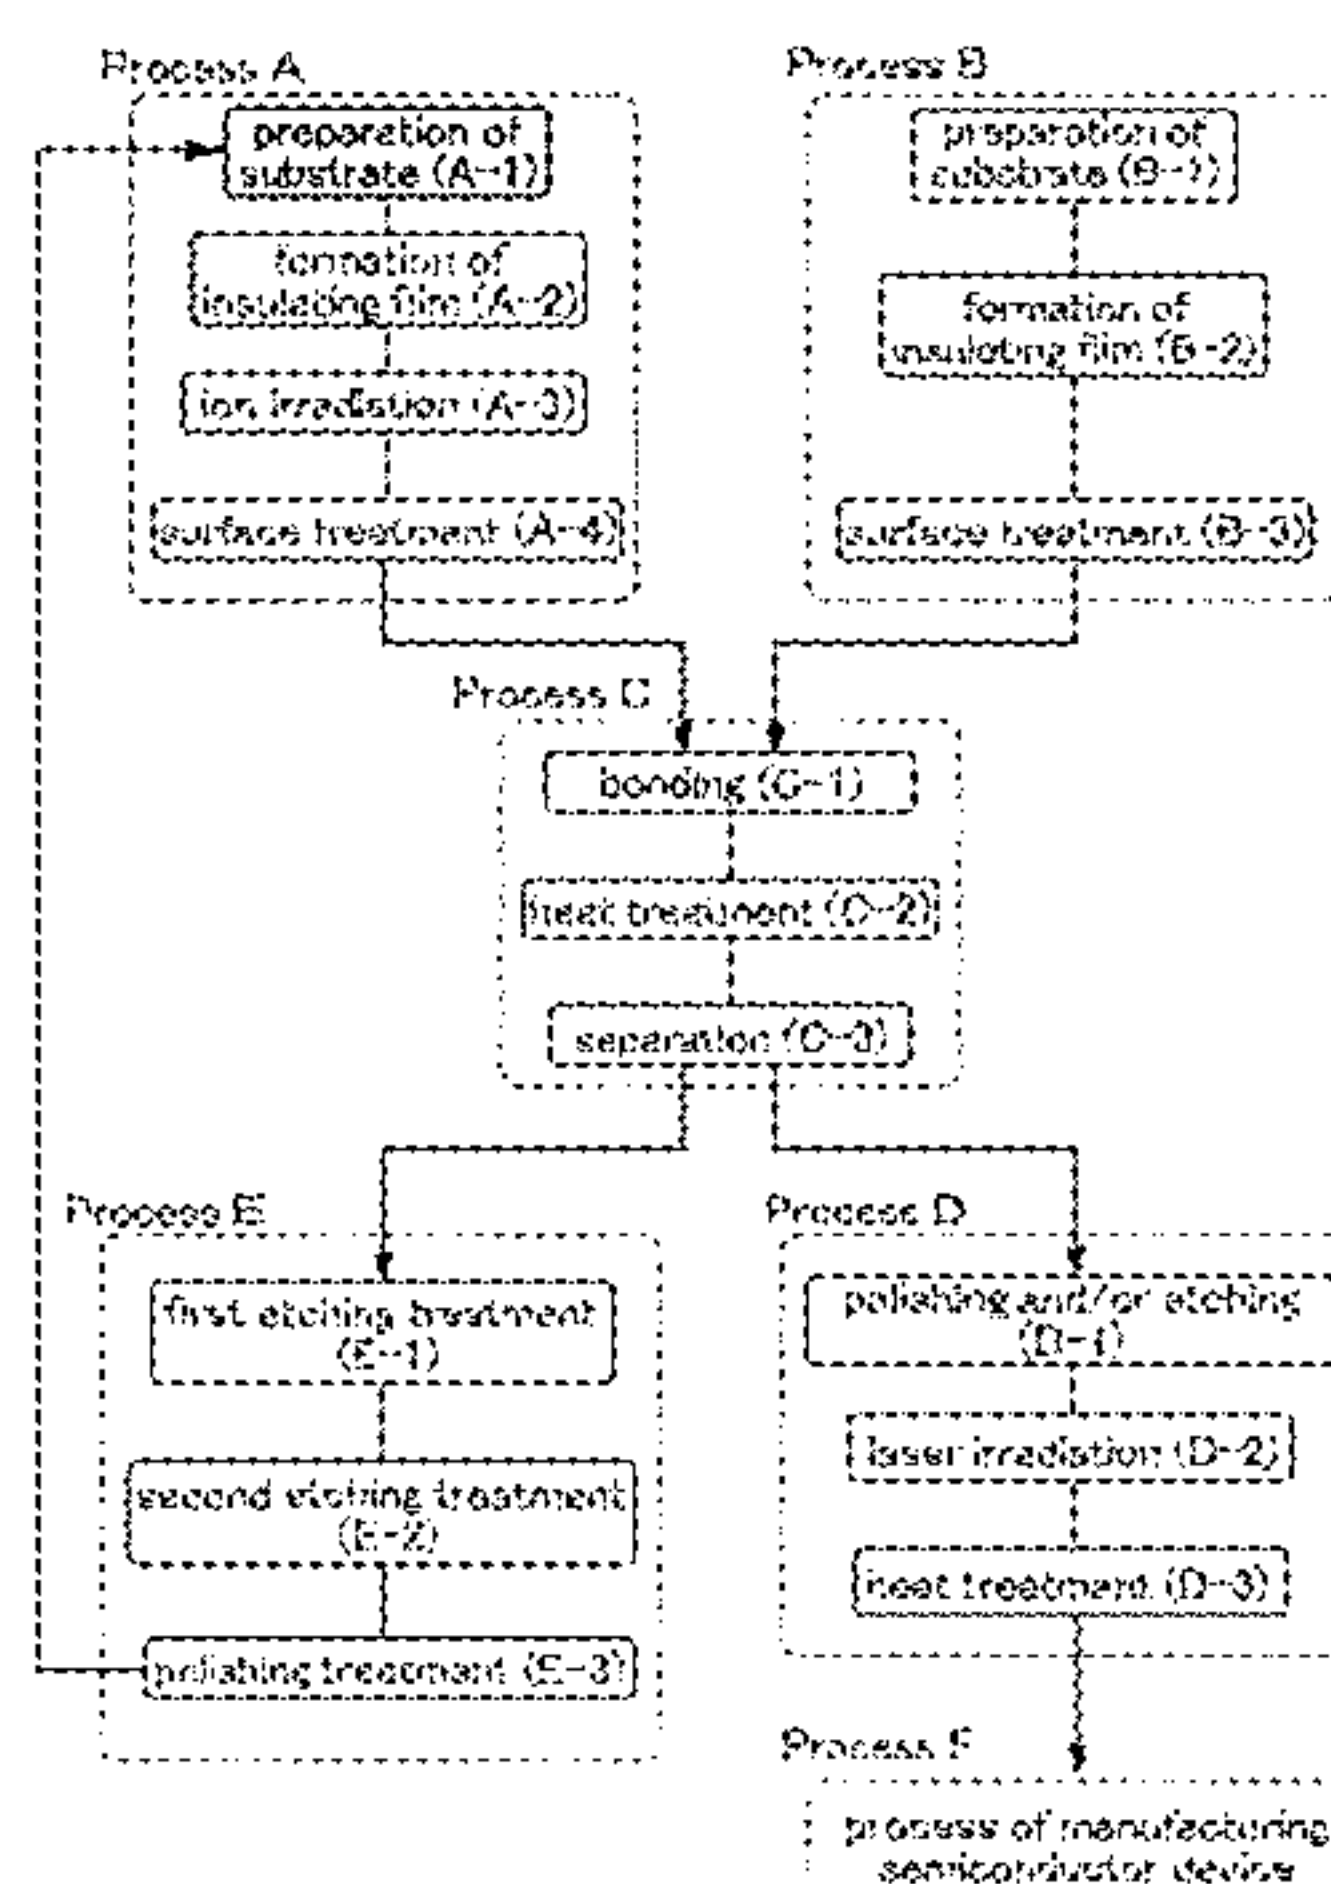 Process A
preparation of
substrate (A-1)
formation of
insulating film (A-2)
ion irradiation (A-3)
surface treatment (A-4)
Process B
preparation of
substrate (B-1)
formation of
insulating film (B-2)
surface treatment (B-3)
Process C
bonding (C-1)
heat treatment (C-2)
separation (C-3)
Process E
first etching treatment
(E-1)
second etching treatment
(E-2)
polishing treatment (E-3)
Process D
polishing and/or etching
(D-1)
laser irradiation (D-2)
heat treatment (D-3)
Process F
process of manufacturing
semiconductor device